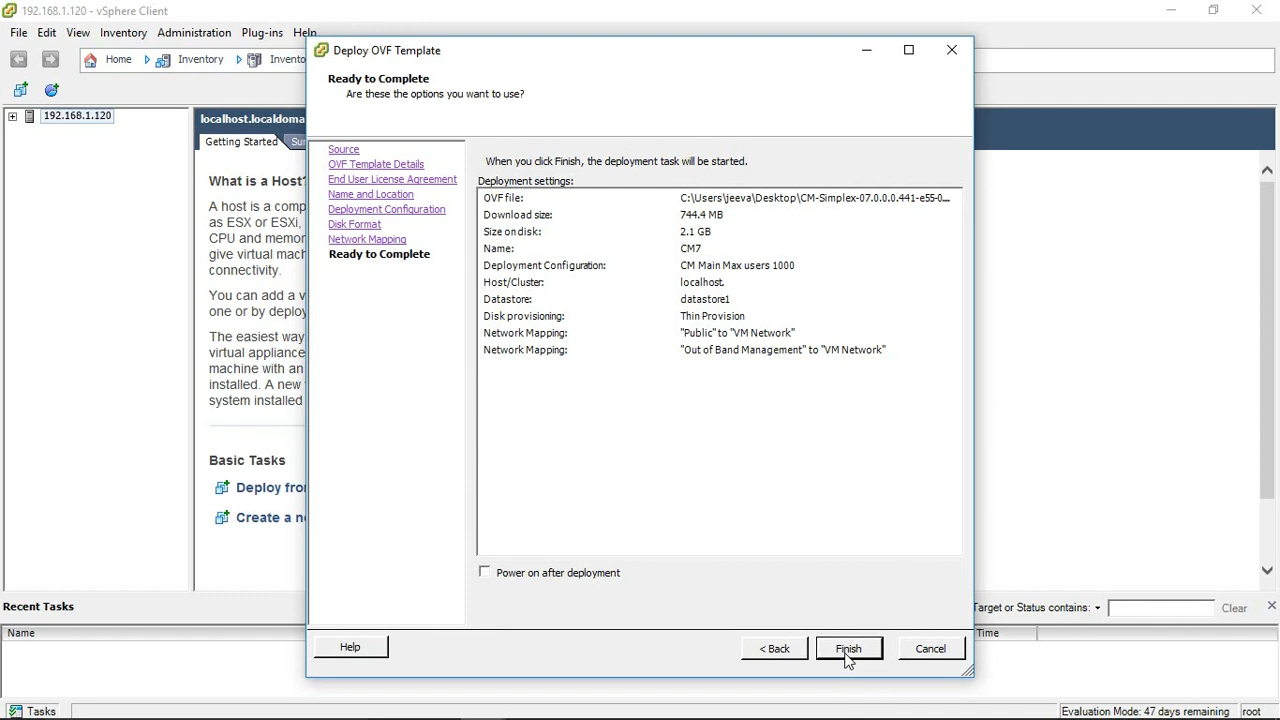 192.168.1.120 - vSphere Client
File Edit View Inventory Administration Plug-ins Help
Home Inventory Invento
192.168.1.120
localhost.localdoma
Getting Started Sur
What is a Host?
A host is a comp
as ESX or ESXi,
CPU and memor
give virtual mach
connectivity.
You can add a v
one or by deploy
The easiest way
virtual appliance
machine with an
installed. A new
system installed
Basic Tasks
Deploy from
Create a ne
Deploy OVF Template
Ready to Complete
Are these the options you want to use?
Source
OVF Template Details
End User License Agreement
Name and Location
Deployment Configuration
Disk Format
Network Mapping
Ready to Complete
When you click Finish, the deployment task will be started.
Deployment settings:
OVF file: C:\Users\jeeva\Desktop\CM-Simplex-07.0.0.0.441-e55-0...
Download size: 744.4 MB
Size on disk: 2.1 GB
Name: CM7
Deployment Configuration: CM Main Max users 1000
Host/Cluster: localhost.
Datastore: datastore1
Disk provisioning: Thin Provision
Network Mapping: "Public" to "VM Network"
Network Mapping: "Out of Band Management" to "VM Network"
Power on after deployment
Help < Back Finish Cancel
Recent Tasks
Target or Status contains: Clear
Name Time
Tasks Evaluation Mode: 47 days remaining root